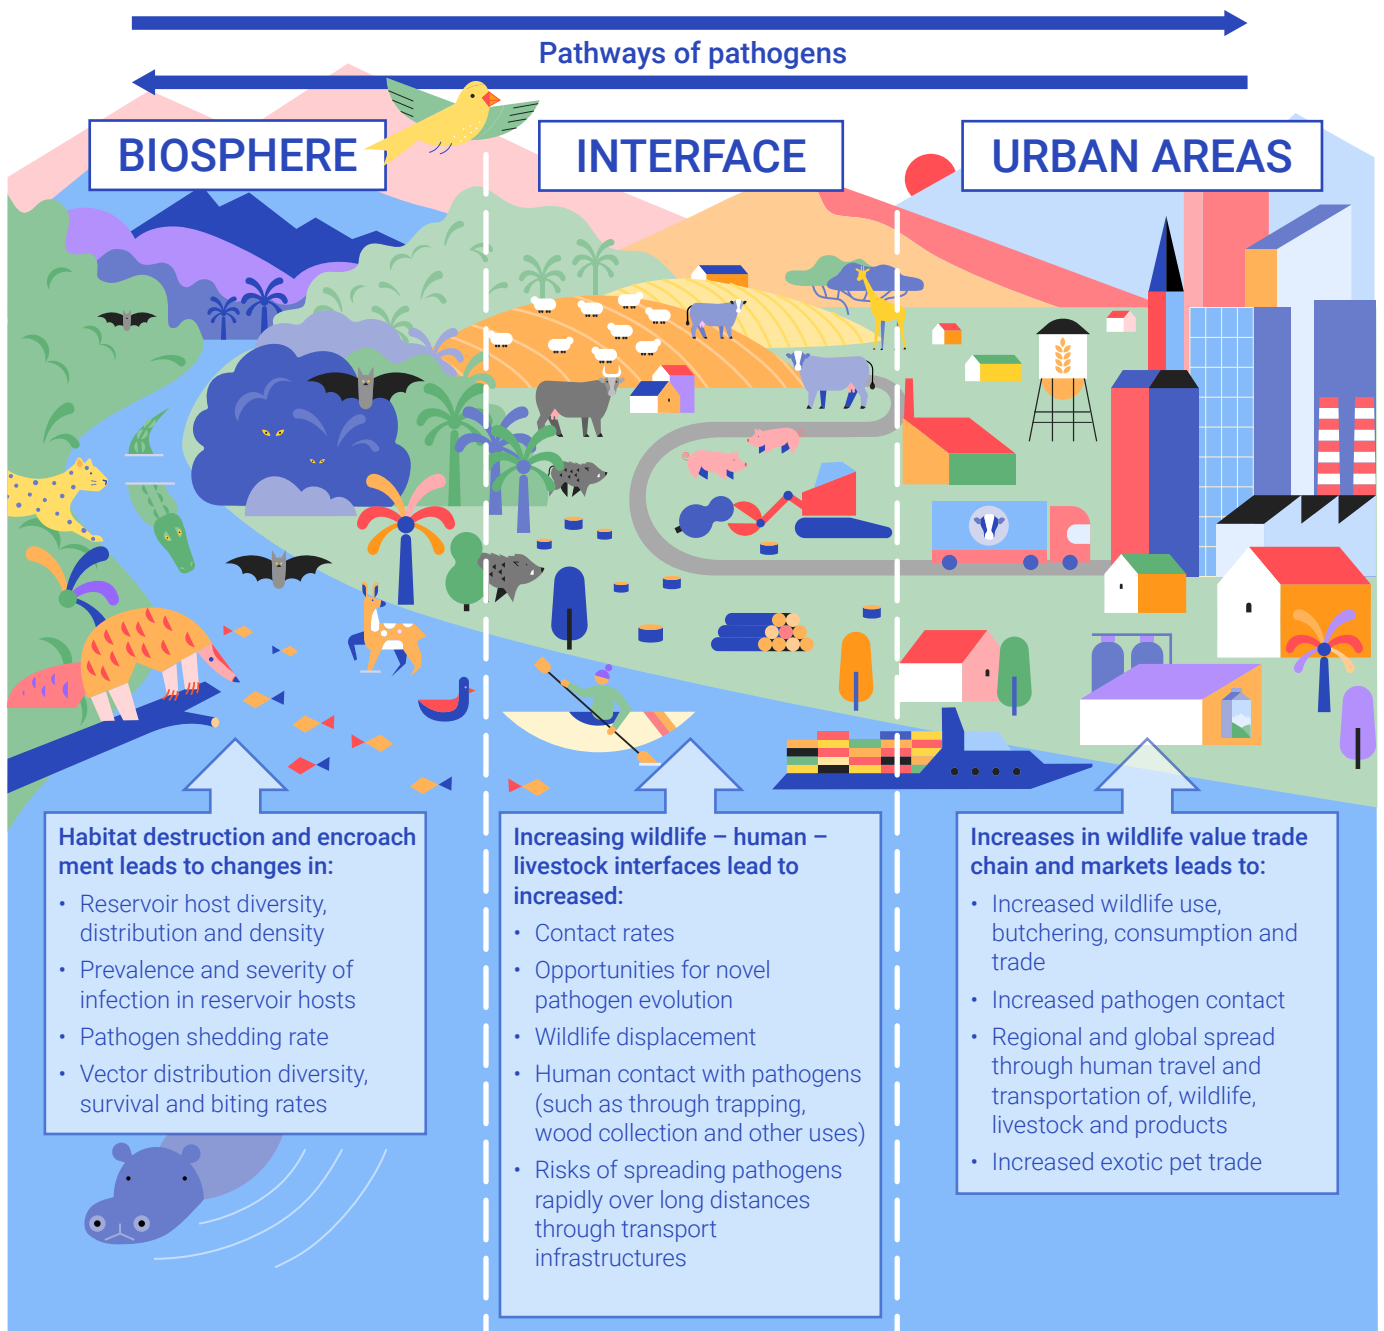 Pathways of pathogens
BIOSPHERE
INTERFACE
URBAN AREAS
Habitat destruction and encroach
ment leads to changes in:
• Reservoir host diversity,
distribution and density
• Prevalence and severity of
infection in reservoir hosts
• Pathogen shedding rate
• Vector distribution diversity,
survival and biting rates
Increasing wildlife – human –
livestock interfaces lead to
increased:
• Contact rates
• Opportunities for novel
pathogen evolution
• Wildlife displacement
• Human contact with pathogens
(such as through trapping,
wood collection and other uses)
• Risks of spreading pathogens
rapidly over long distances
through transport
infrastructures
Increases in wildlife value trade
chain and markets leads to:
• Increased wildlife use,
butchering, consumption and
trade
• Increased pathogen contact
• Regional and global spread
through human travel and
transportation of, wildlife,
livestock and products
• Increased exotic pet trade